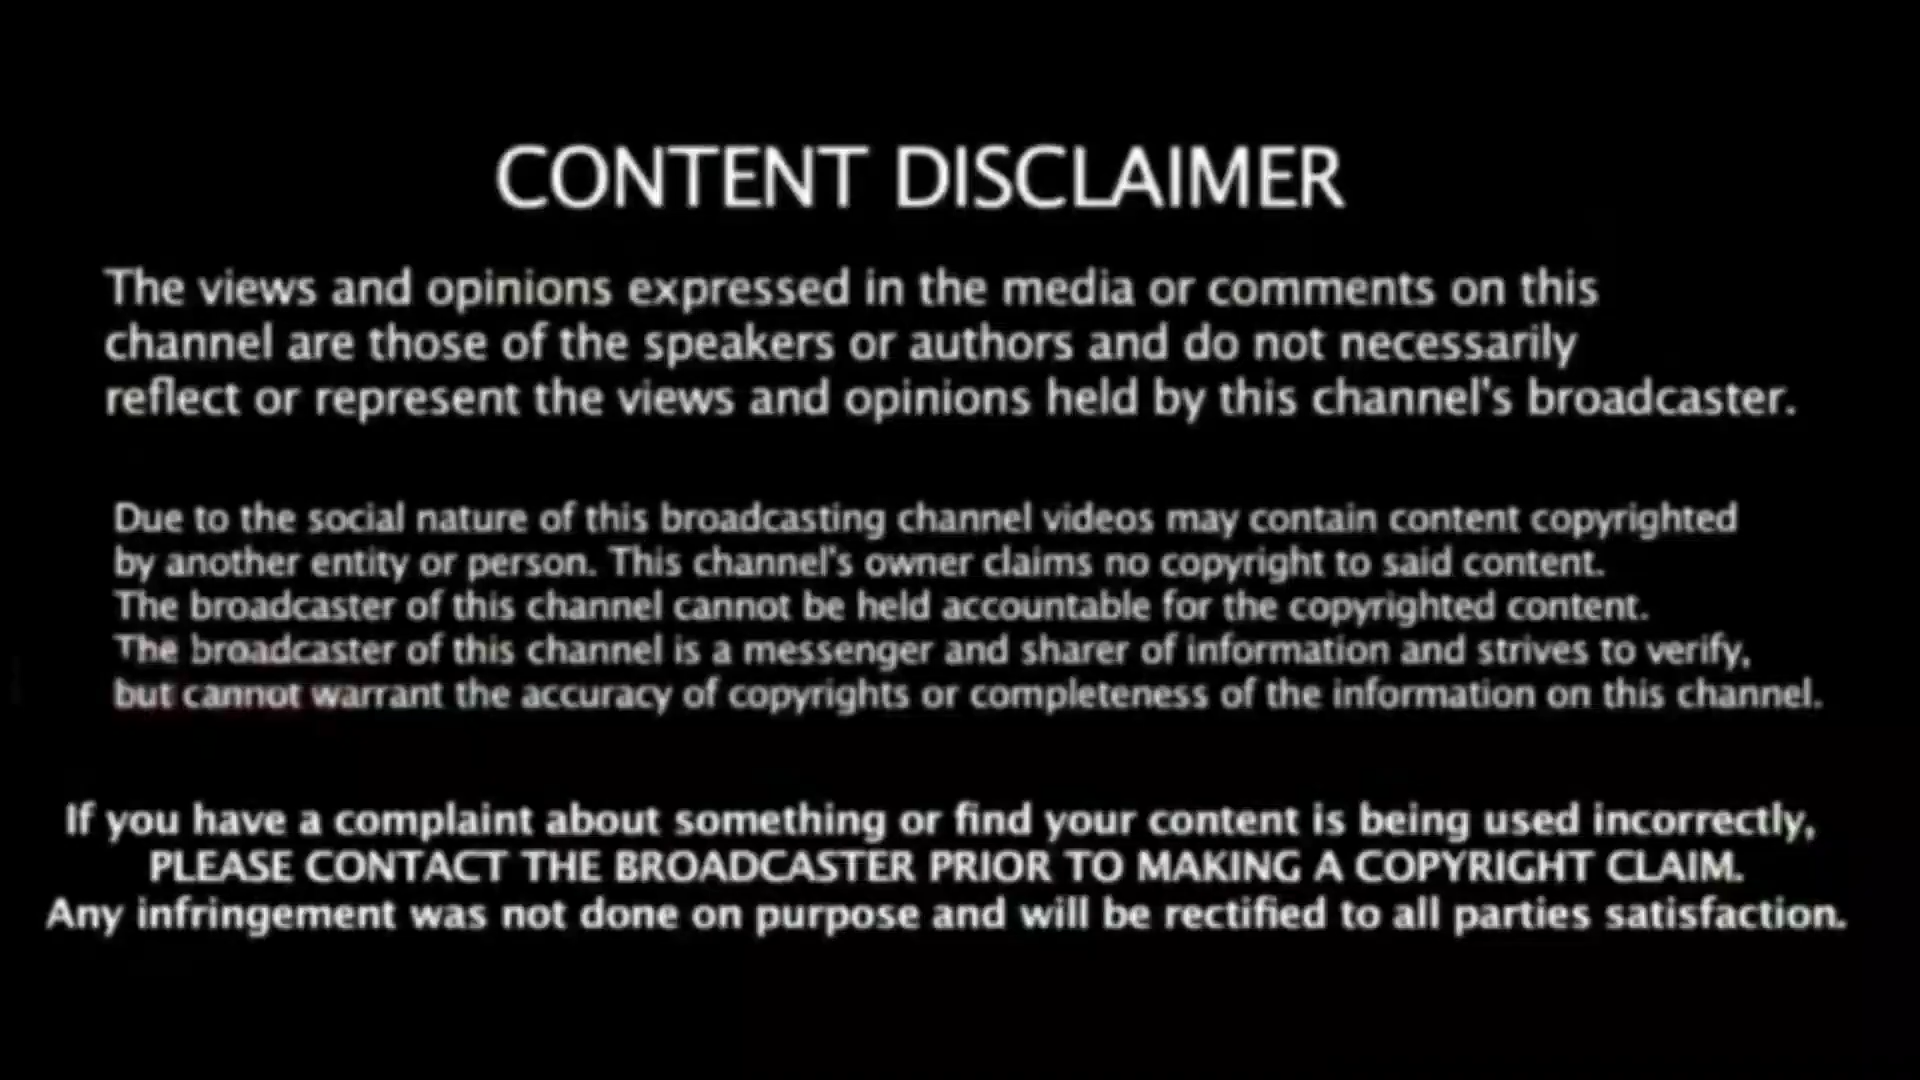 CONTENT DISCLAIMER
The views and opinions expressed in the media or comments on this
channel are those of the speakers or authors and do not necessarily
reflect or represent the views and opinions held by this channel's broadcaster.
Due to the social nature of this broadcasting channel videos may contain content copyrighted
by another entity or person. This channel's owner claims no copyright to said content.
The broadcaster of this channel cannot be held accountable for the copyrighted content.
The broadcaster of this channel is a messenger and sharer of information and strives to verify,
but cannot warrant the accuracy of copyrights or completeness of the information on this channel.
If you have a complaint about something or find your content is being used incorrectly,
PLEASE CONTACT THE BROADCASTER PRIOR TO MAKING A COPYRIGHT CLAIM.
Any infringement was not done on purpose and will be rectified to all parties satisfaction.